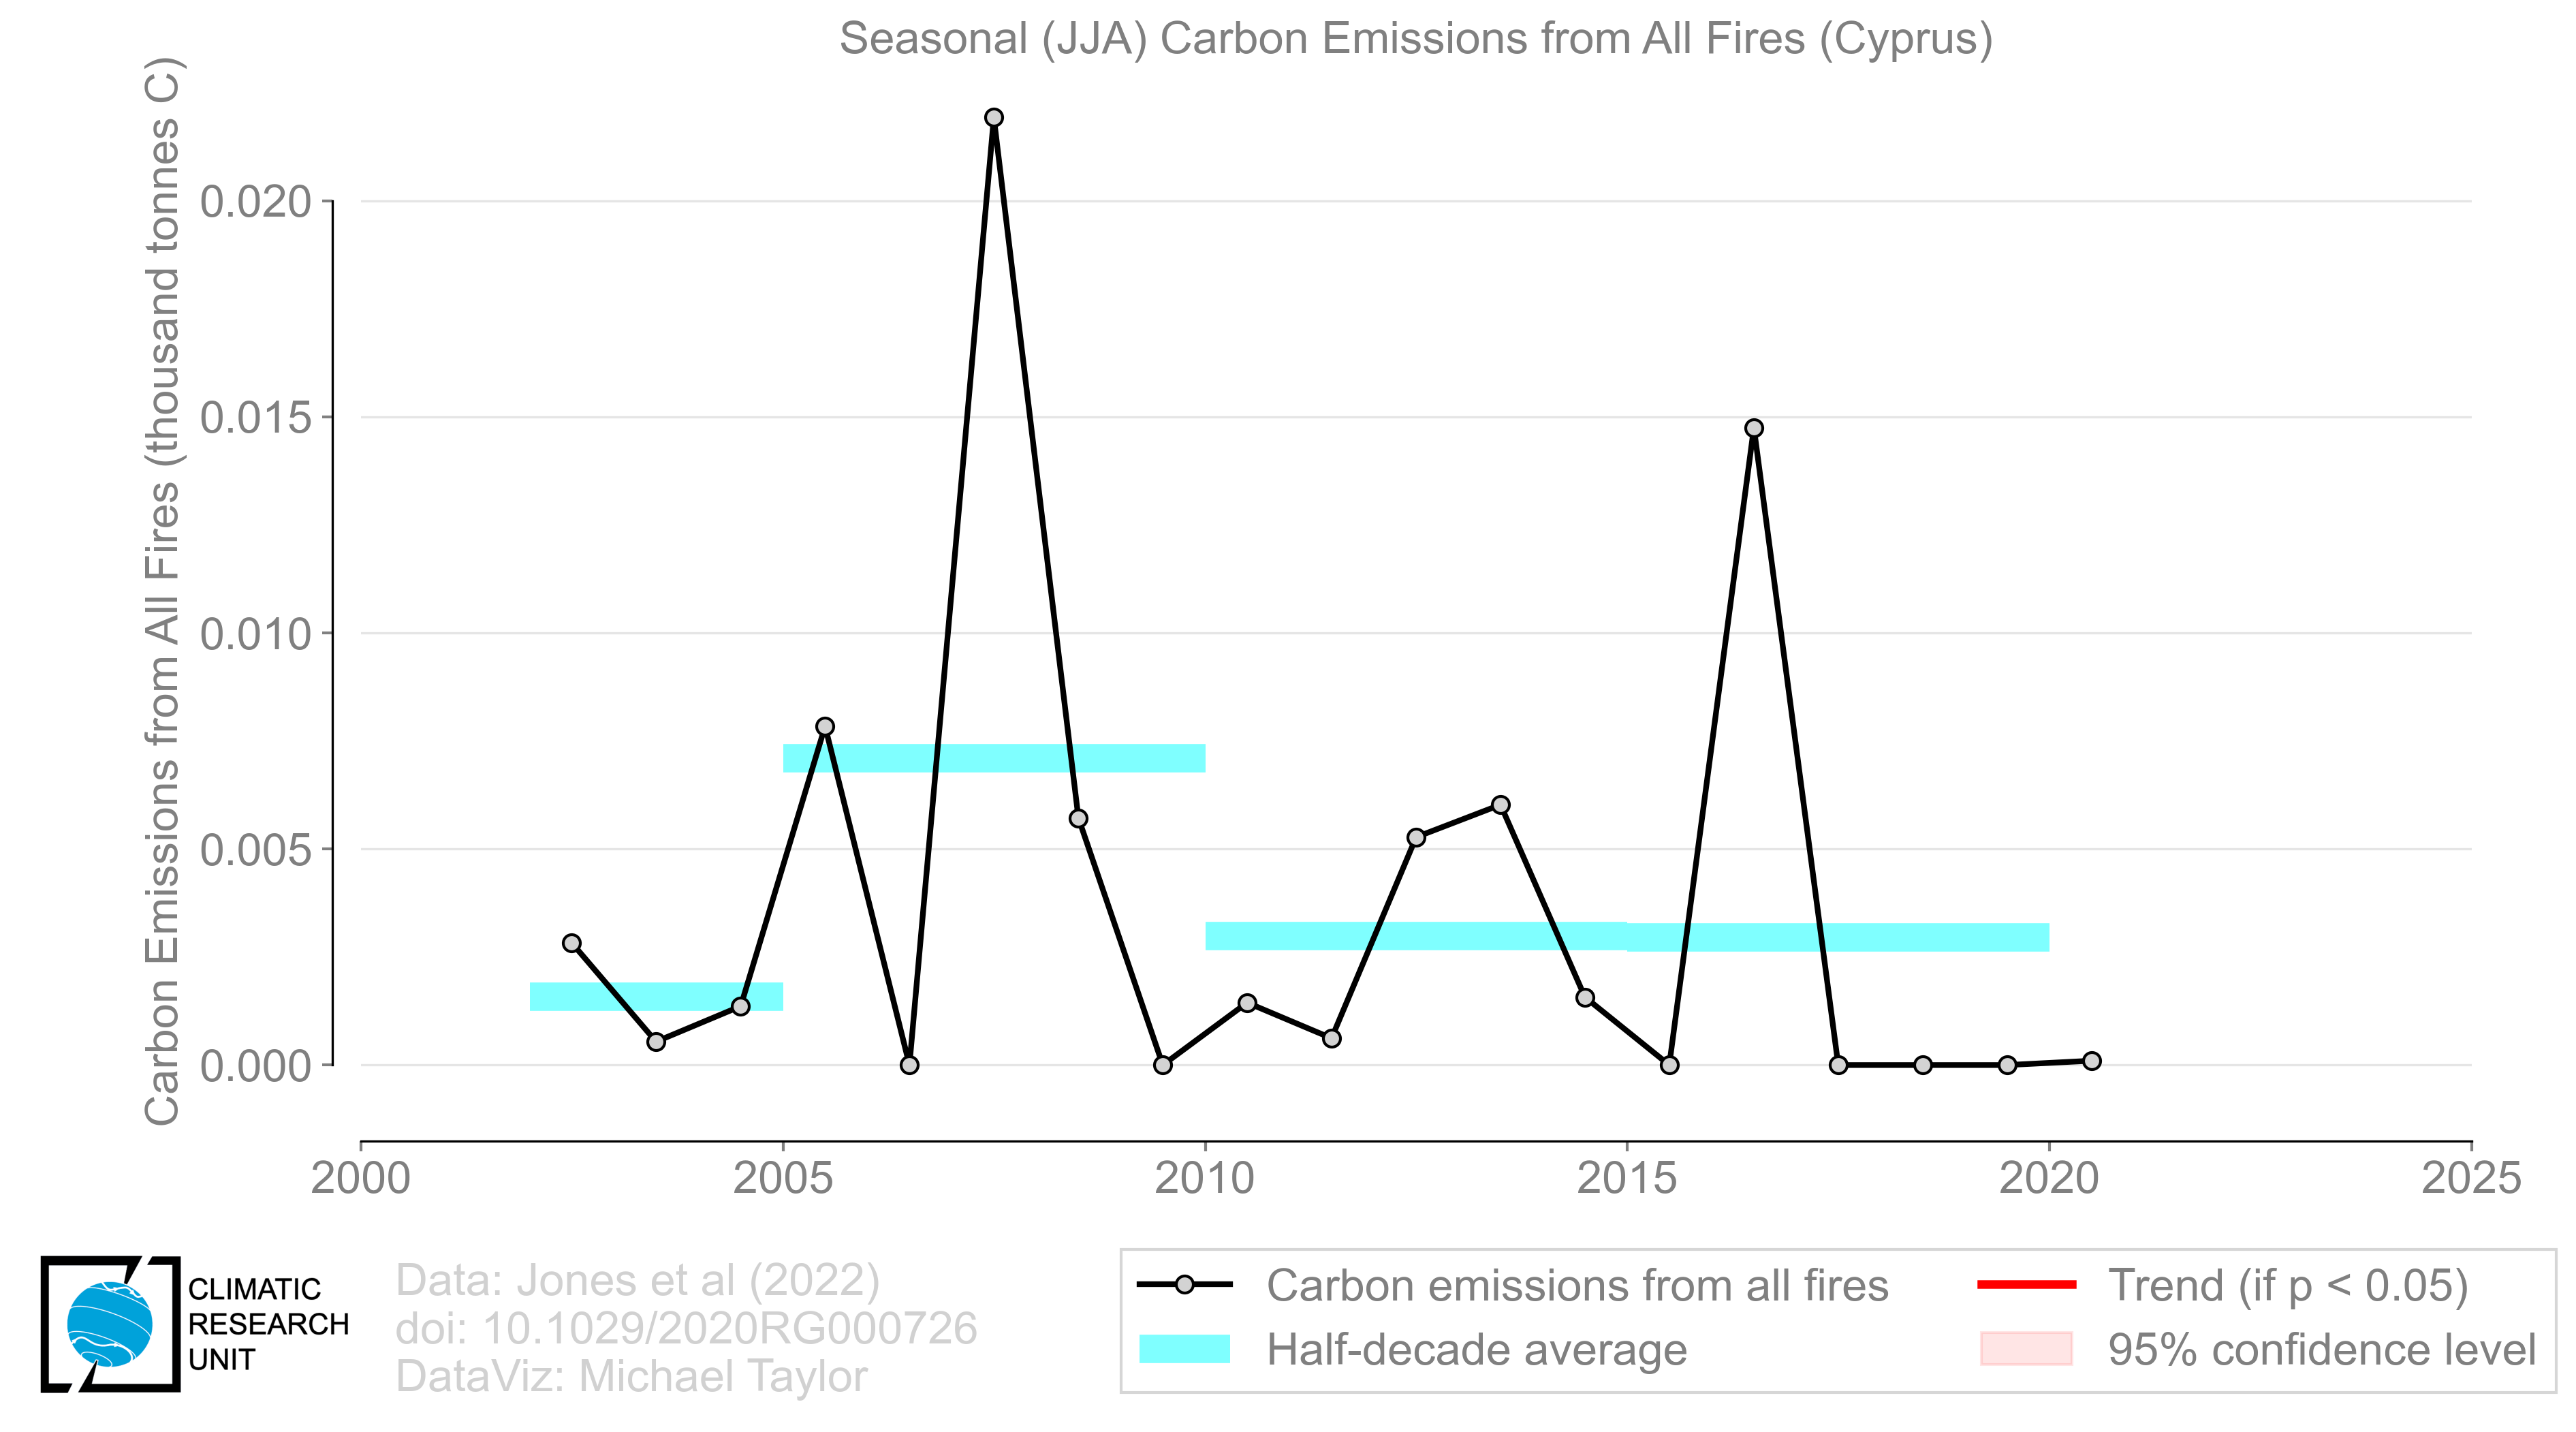 Seasonal (JJA) Carbon Emissions from All Fires (Cyprus)
Carbon Emissions from All Fires (thousand tonnes C)
0.020
0.015
0.010
0.005
0.000
2000
2005
2010
2015
2020
2025
CLIMATIC
RESEARCH
UNIT
Data: Jones et al (2022)
doi: 10.1029/2020RG000726
DataViz: Michael Taylor
Carbon emissions from all fires
Half-decade average
Trend (if p < 0.05)
95% confidence level